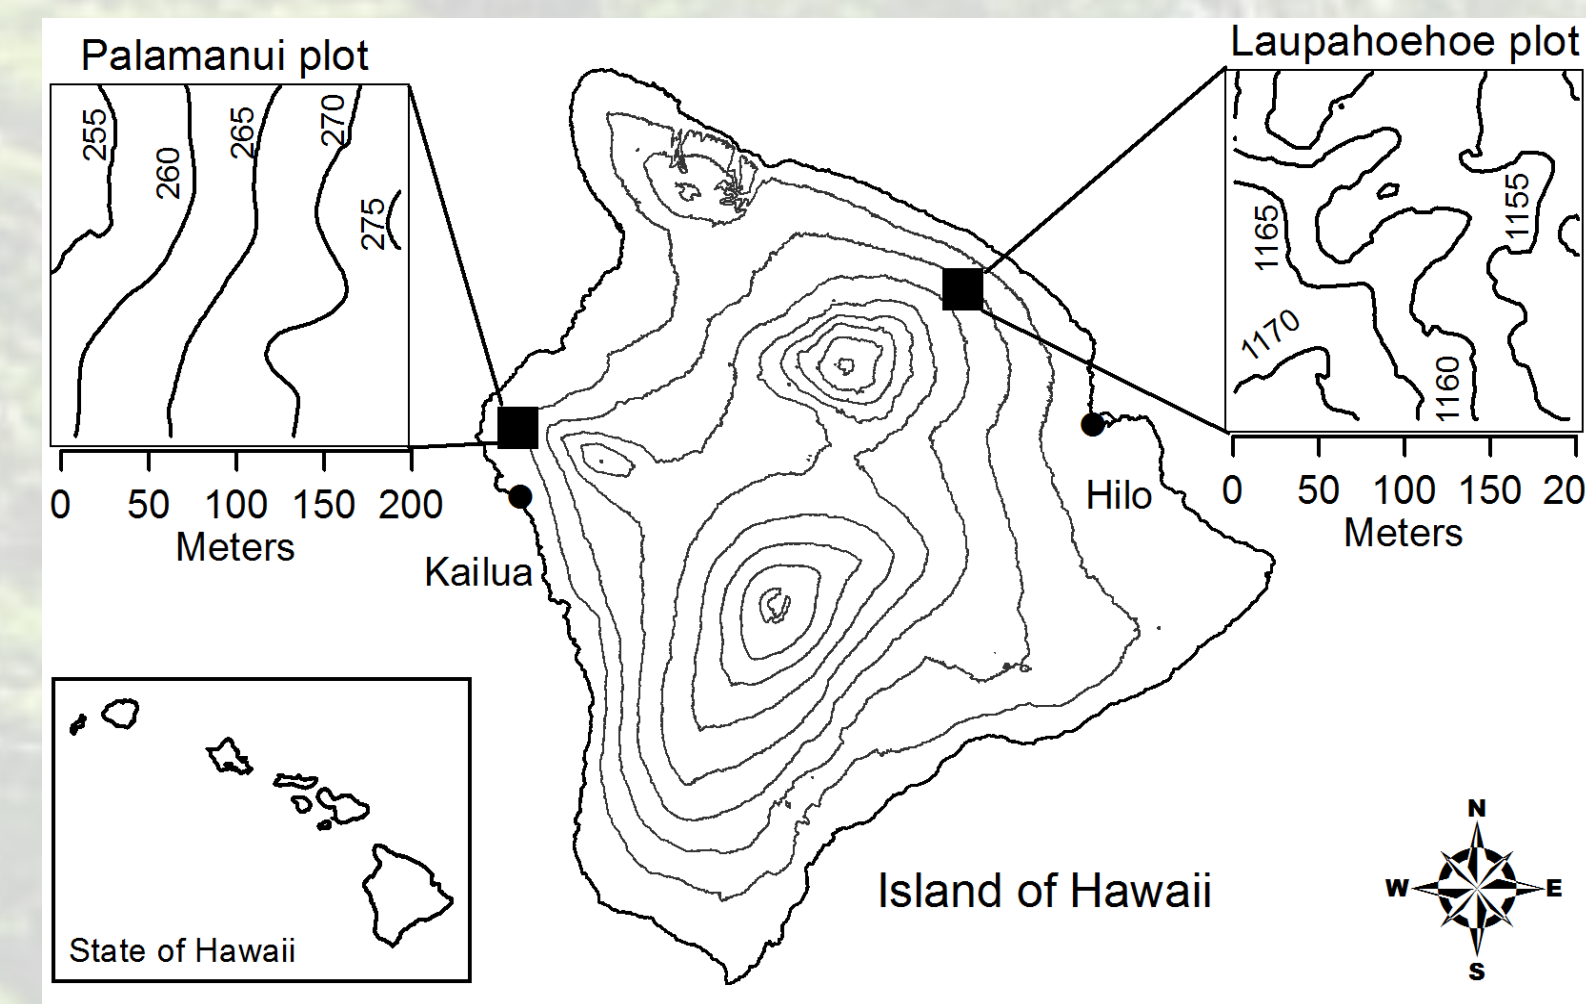 Palamanui plot
255
260
265
270
275
0 50 100 150 200
Meters
Laupahoehoe plot
1165
1155
1170
1160
0 50 100 150 20
Meters
Kailua
Hilo
Island of Hawaii
State of Hawaii
N
W E
S